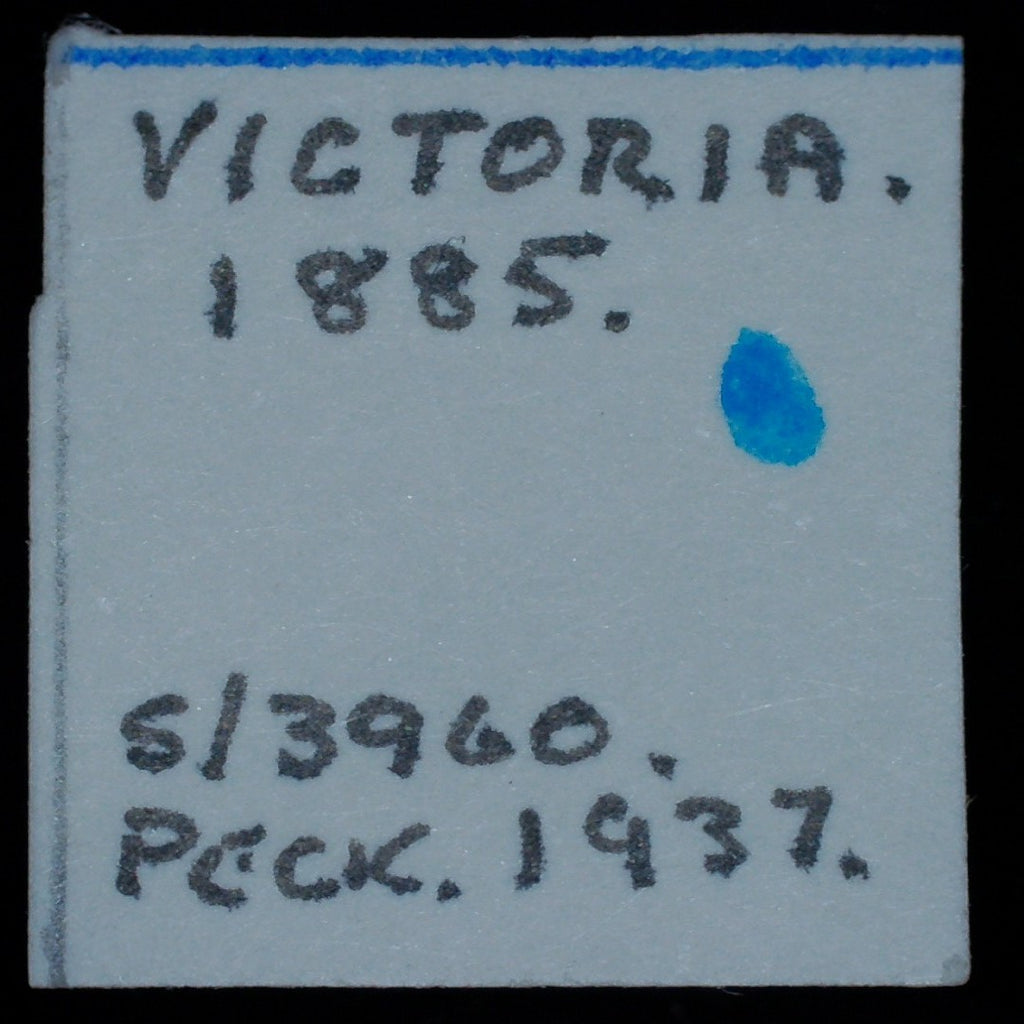 VICTORIA.
1885.
S/3960.
PECK. 1937.